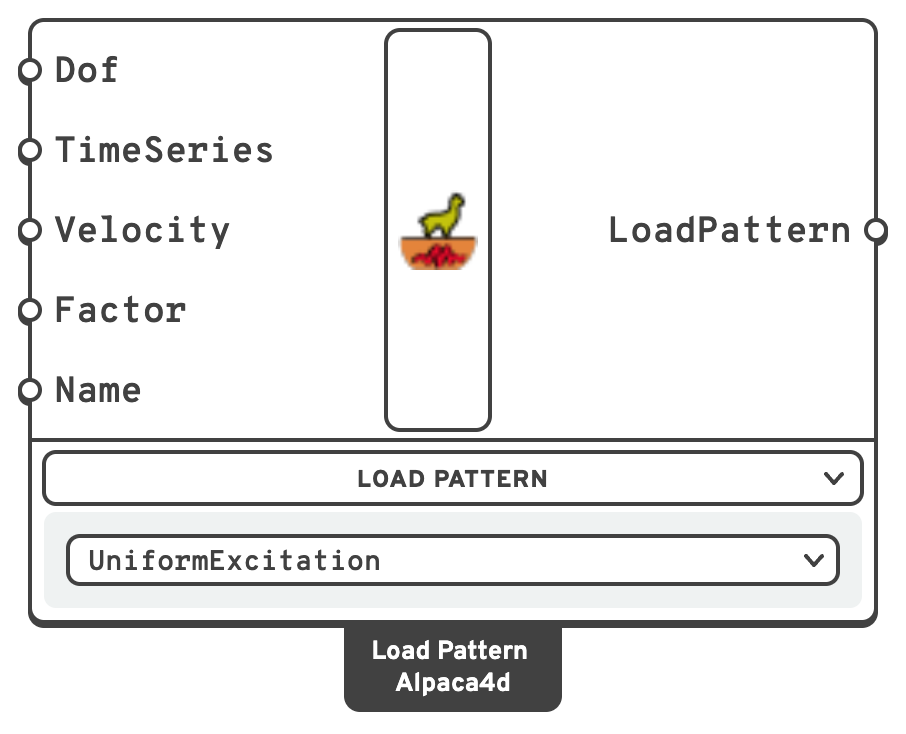 Dof
TimeSeries
Velocity
Factor
Name
LoadPattern
LOAD PATTERN
UniformExcitation
Load Pattern
Alpaca4d